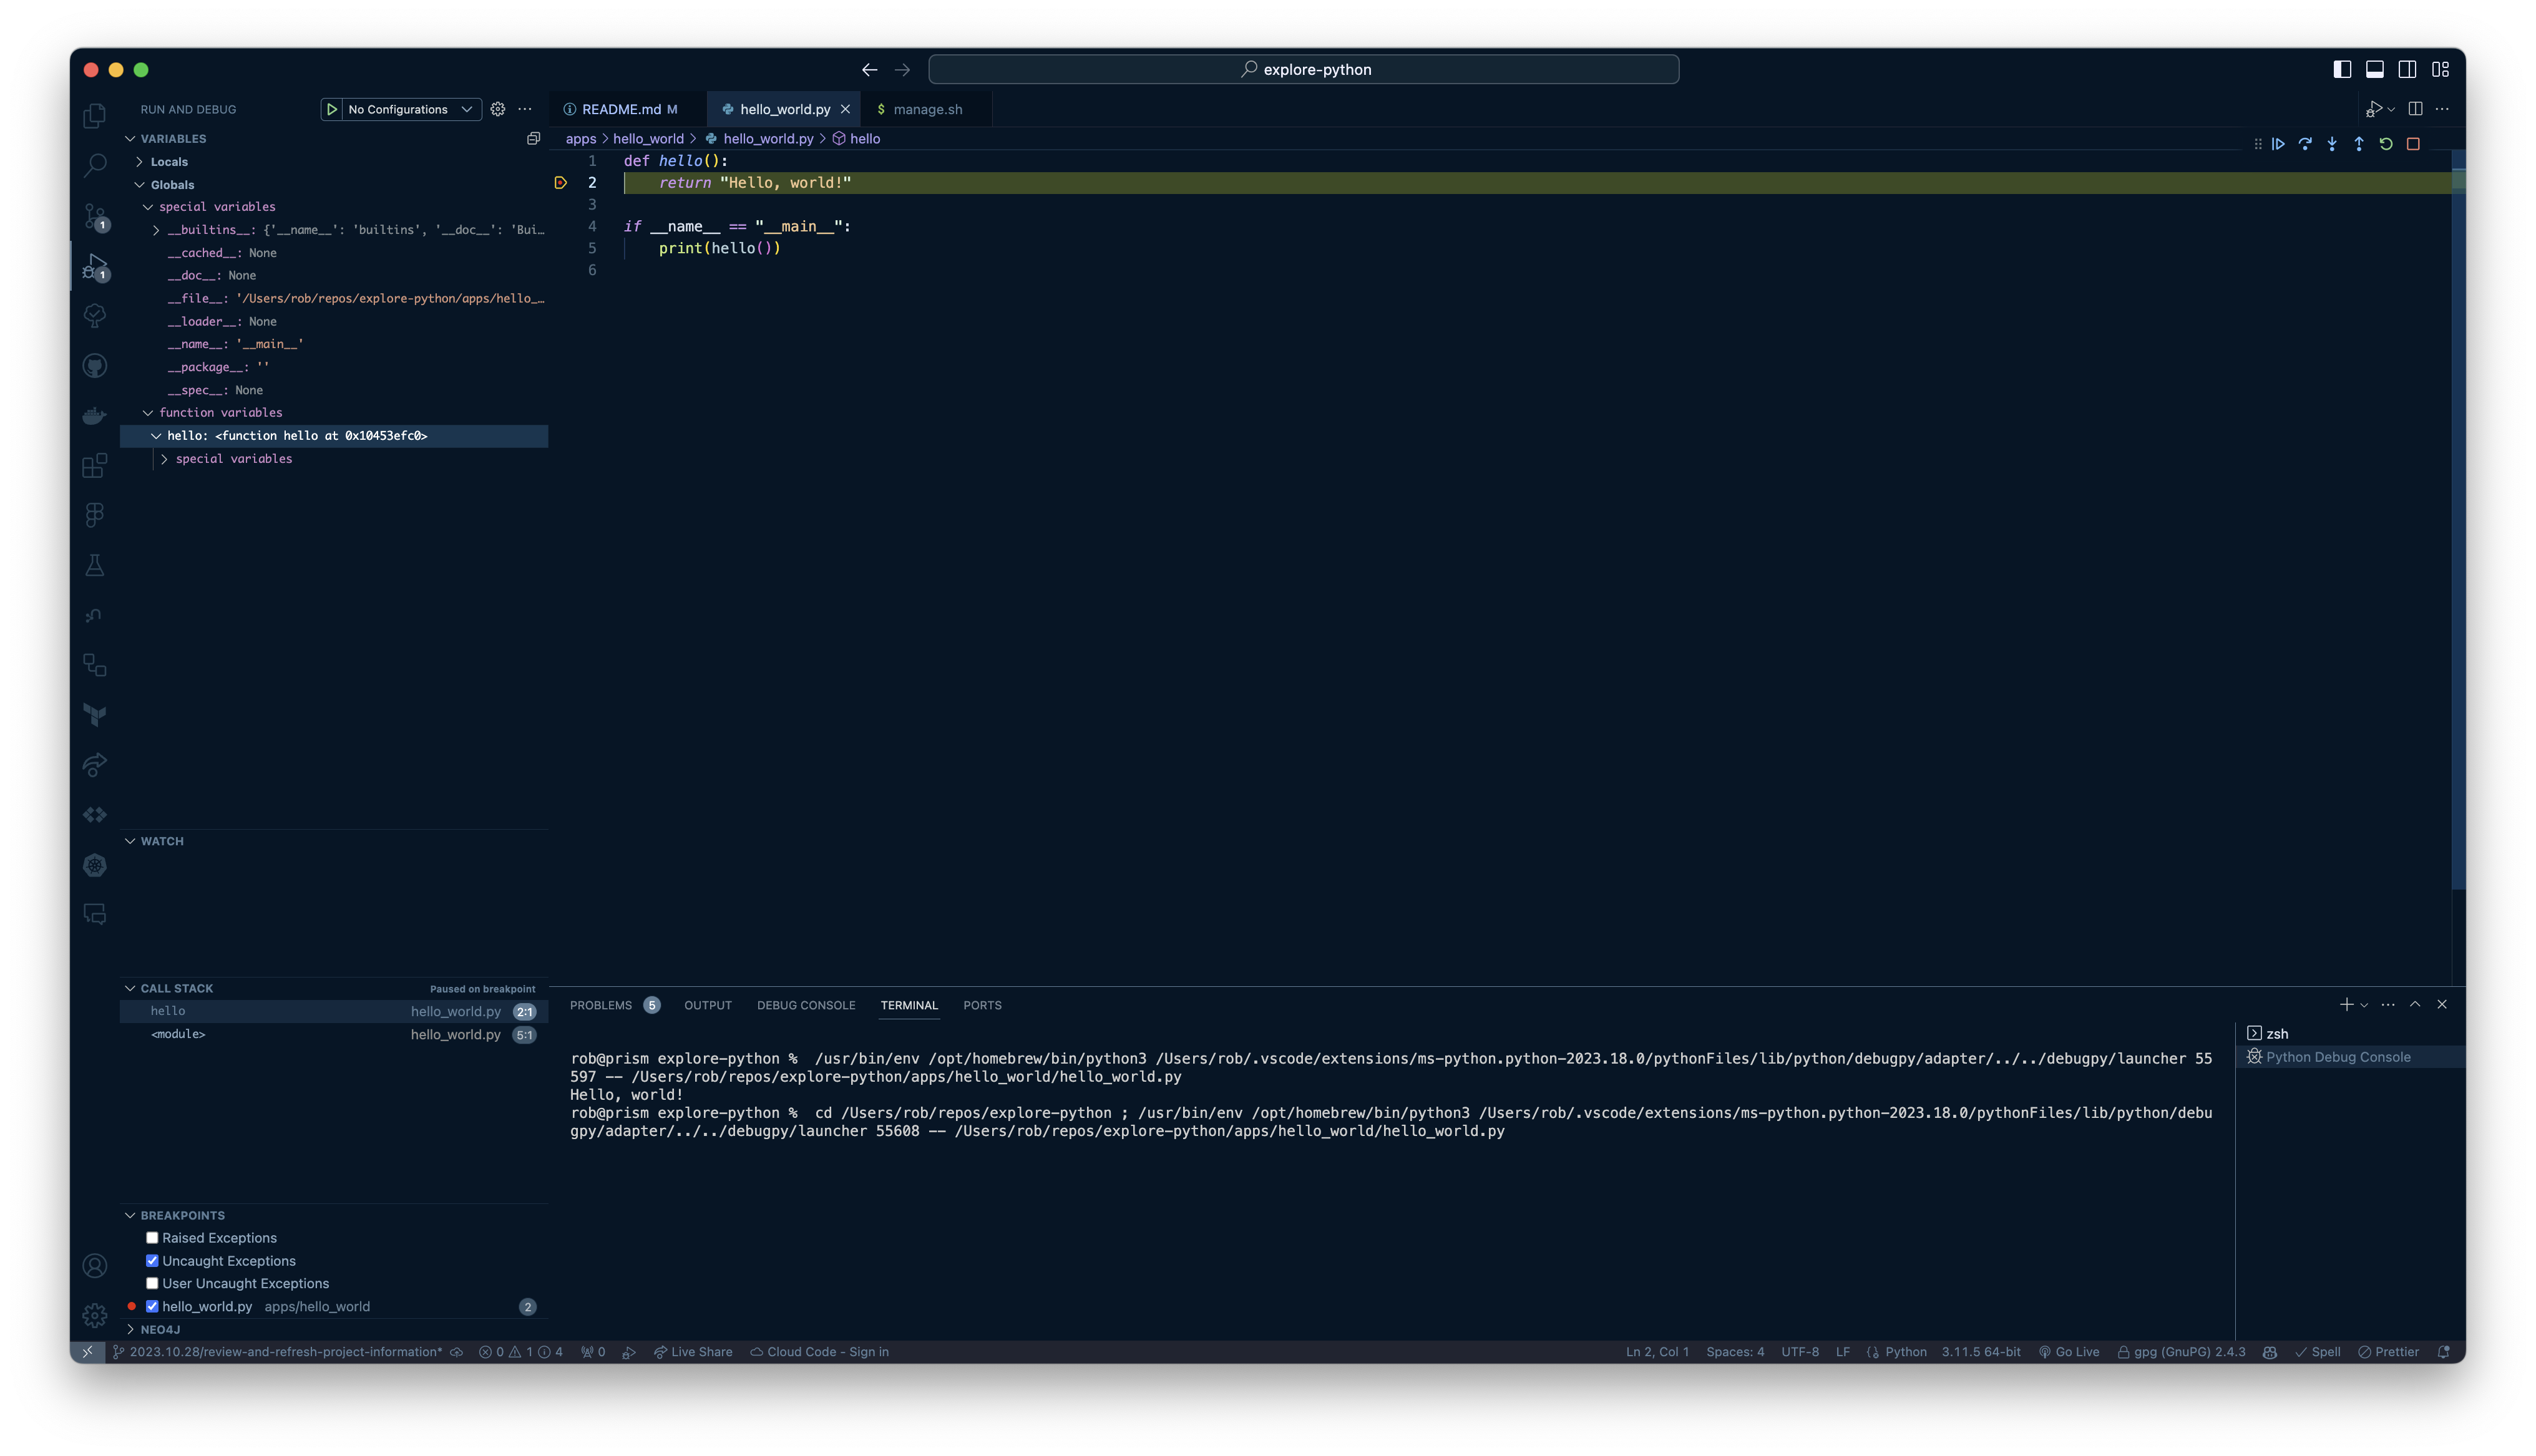 explore-python
RUN AND DEBUG
No Configurations
README.md M
hello_world.py
manage.sh
VARIABLES
apps > hello_world > hello_world.py > hello
Locals
Globals
special variables
__builtins__: {'__name__': 'builtins', '__doc__': 'Bui…
__cached__: None
__doc__: None
__file__: '/Users/rob/repos/explore-python/apps/hello_…
__loader__: None
__name__: '__main__'
__package__: ''
__spec__: None
function variables
hello: <function hello at 0x10453efc0>
special variables
1
1
1 def hello():
2     return "Hello, world!"
3
4 if __name__ == "__main__":
5     print(hello())
6
WATCH
CALL STACK
Paused on breakpoint
hello hello_world.py 2:1
<module> hello_world.py 5:1
BREAKPOINTS
Raised Exceptions
Uncaught Exceptions
User Uncaught Exceptions
hello_world.py apps/hello_world 2
NEO4J
PROBLEMS 5 OUTPUT DEBUG CONSOLE TERMINAL PORTS
rob@prism explore-python %  /usr/bin/env /opt/homebrew/bin/python3 /Users/rob/.vscode/extensions/ms-python.python-2023.18.0/pythonFiles/lib/python/debugpy/adapter/../../debugpy/launcher 55
597 -- /Users/rob/repos/explore-python/apps/hello_world/hello_world.py
Hello, world!
rob@prism explore-python %  cd /Users/rob/repos/explore-python ; /usr/bin/env /opt/homebrew/bin/python3 /Users/rob/.vscode/extensions/ms-python.python-2023.18.0/pythonFiles/lib/python/debu
gpy/adapter/../../debugpy/launcher 55608 -- /Users/rob/repos/explore-python/apps/hello_world/hello_world.py
zsh
Python Debug Console
2023.10.28/review-and-refresh-project-information* 0 1 4 0 Live Share Cloud Code - Sign in Ln 2, Col 1 Spaces: 4 UTF-8 LF Python 3.11.5 64-bit Go Live gpg (GnuPG) 2.4.3 Spell Prettier